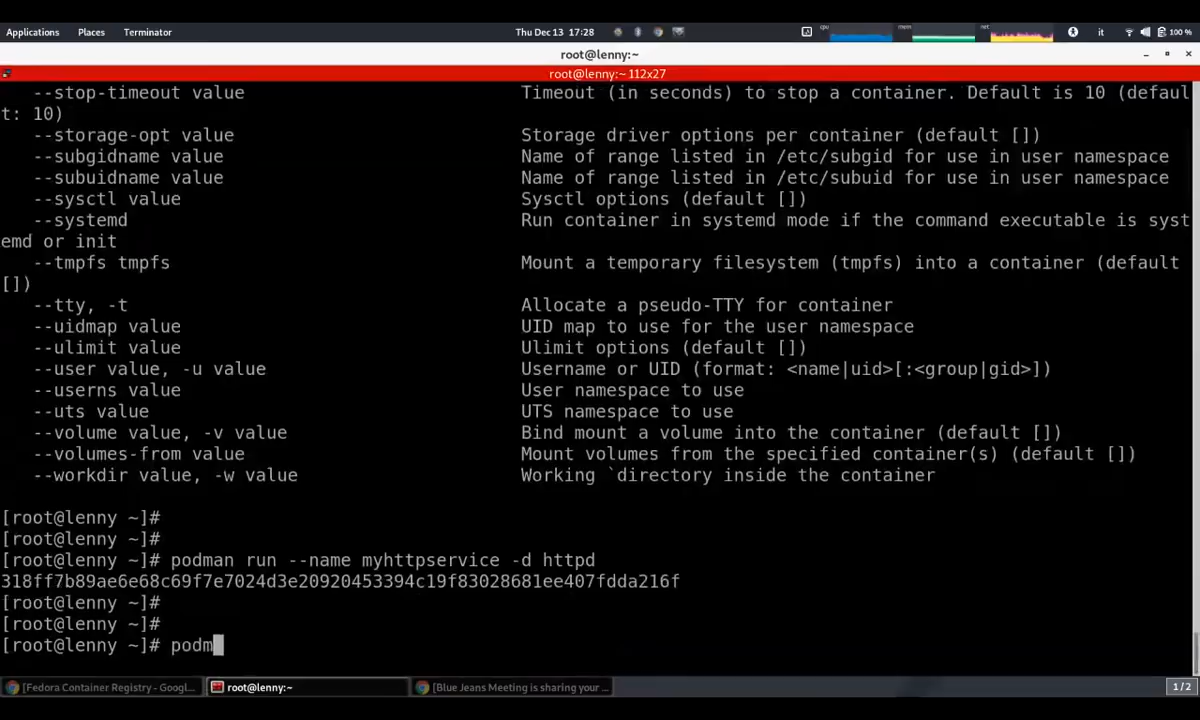 Applications Places Terminator Thu Dec 13 17:28 cpu mem net it 100 %
root@lenny:~
root@lenny:~ 112x27
--stop-timeout value Timeout (in seconds) to stop a container. Default is 10 (defaul
t: 10)
--storage-opt value Storage driver options per container (default [])
--subgidname value Name of range listed in /etc/subgid for use in user namespace
--subuidname value Name of range listed in /etc/subuid for use in user namespace
--sysctl value Sysctl options (default [])
--systemd Run container in systemd mode if the command executable is syst
emd or init
--tmpfs tmpfs Mount a temporary filesystem (tmpfs) into a container (default
[])
--tty, -t Allocate a pseudo-TTY for container
--uidmap value UID map to use for the user namespace
--ulimit value Ulimit options (default [])
--user value, -u value Username or UID (format: <name|uid>[:<group|gid>])
--userns value User namespace to use
--uts value UTS namespace to use
--volume value, -v value Bind mount a volume into the container (default [])
--volumes-from value Mount volumes from the specified container(s) (default [])
--workdir value, -w value Working `directory inside the container
[root@lenny ~]#
[root@lenny ~]#
[root@lenny ~]# podman run --name myhttpservice -d httpd
318ff7b89ae6e68c69f7e7024d3e20920453394c19f83028681ee407fdda216f
[root@lenny ~]#
[root@lenny ~]#
[root@lenny ~]# podm
[Fedora Container Registry - Googl... root@lenny:~ [Blue Jeans Meeting is sharing your ... 1/2